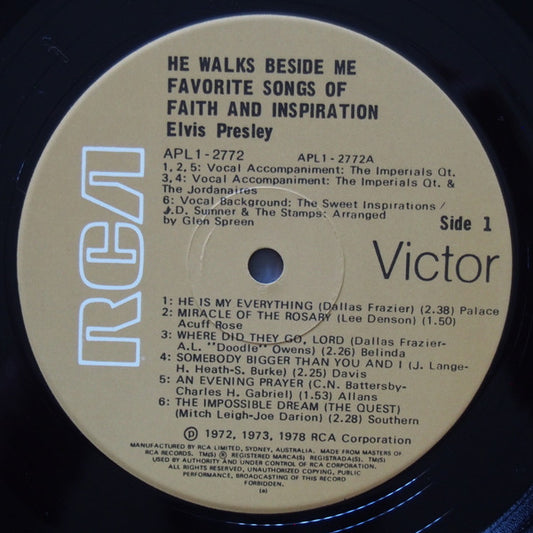 HE WALKS BESIDE ME
FAVORITE SONGS OF
FAITH AND INSPIRATION
Elvis Presley
APL1-2772 APL1-2772A
1, 2, 5: Vocal Accompaniment: The Imperials Qt.
3, 4: Vocal Accompaniment: The Imperials Qt. &
The Jordanaires
6: Vocal Background: The Sweet Inspirations /
J.D. Sumner & The Stamps: Arranged
by Glen Spreen
Side 1
RCA
Victor
1: HE IS MY EVERYTHING (Dallas Frazier) (2.38) Palace
2: MIRACLE OF THE ROSARY (Lee Denson) (1.50)
Acuff Rose
3: WHERE DID THEY GO, LORD (Dallas Frazier-
A.L. "Doodle" Owens) (2.26) Belinda
4: SOMEBODY BIGGER THAN YOU AND I (J. Lange-
H. Heath-S. Burke) (2.25) Davis
5: AN EVENING PRAYER (C.N. Battersby-
Charles H. Gabriel) (1.53) Allans
6: THE IMPOSSIBLE DREAM (THE QUEST)
(Mitch Leigh-Joe Darion) (2.28) Southern
Ⓟ 1972, 1973, 1978 RCA Corporation
MANUFACTURED BY RCA LIMITED, SYDNEY, AUSTRALIA. MADE FROM MASTERS OF
RCA RECORDS. TM(S) ® REGISTERED MARCA(S) REGISTRADA(S). TM(S)
USED BY AUTHORITY AND UNDER CONTROL OF RCA CORPORATION.
ALL RIGHTS RESERVED, UNAUTHORIZED COPYING, PUBLIC
PERFORMANCE, BROADCASTING OF THIS RECORD
FORBIDDEN.
(a)